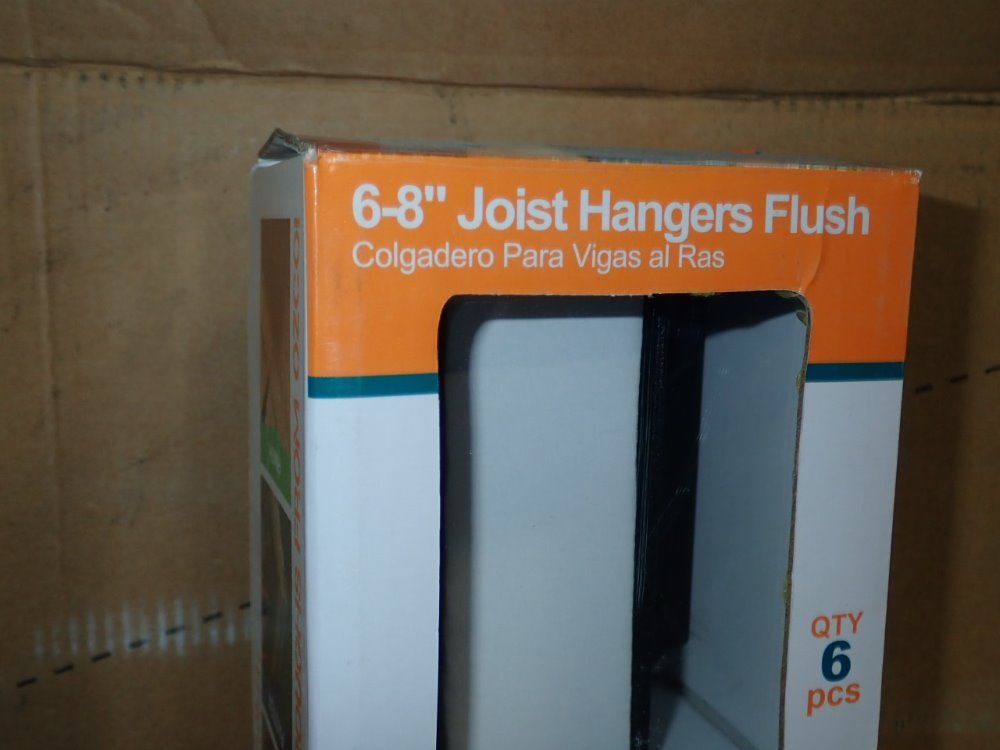 6-8" Joist Hangers Flush
Colgadero Para Vigas al Ras
QTY
6
pcs